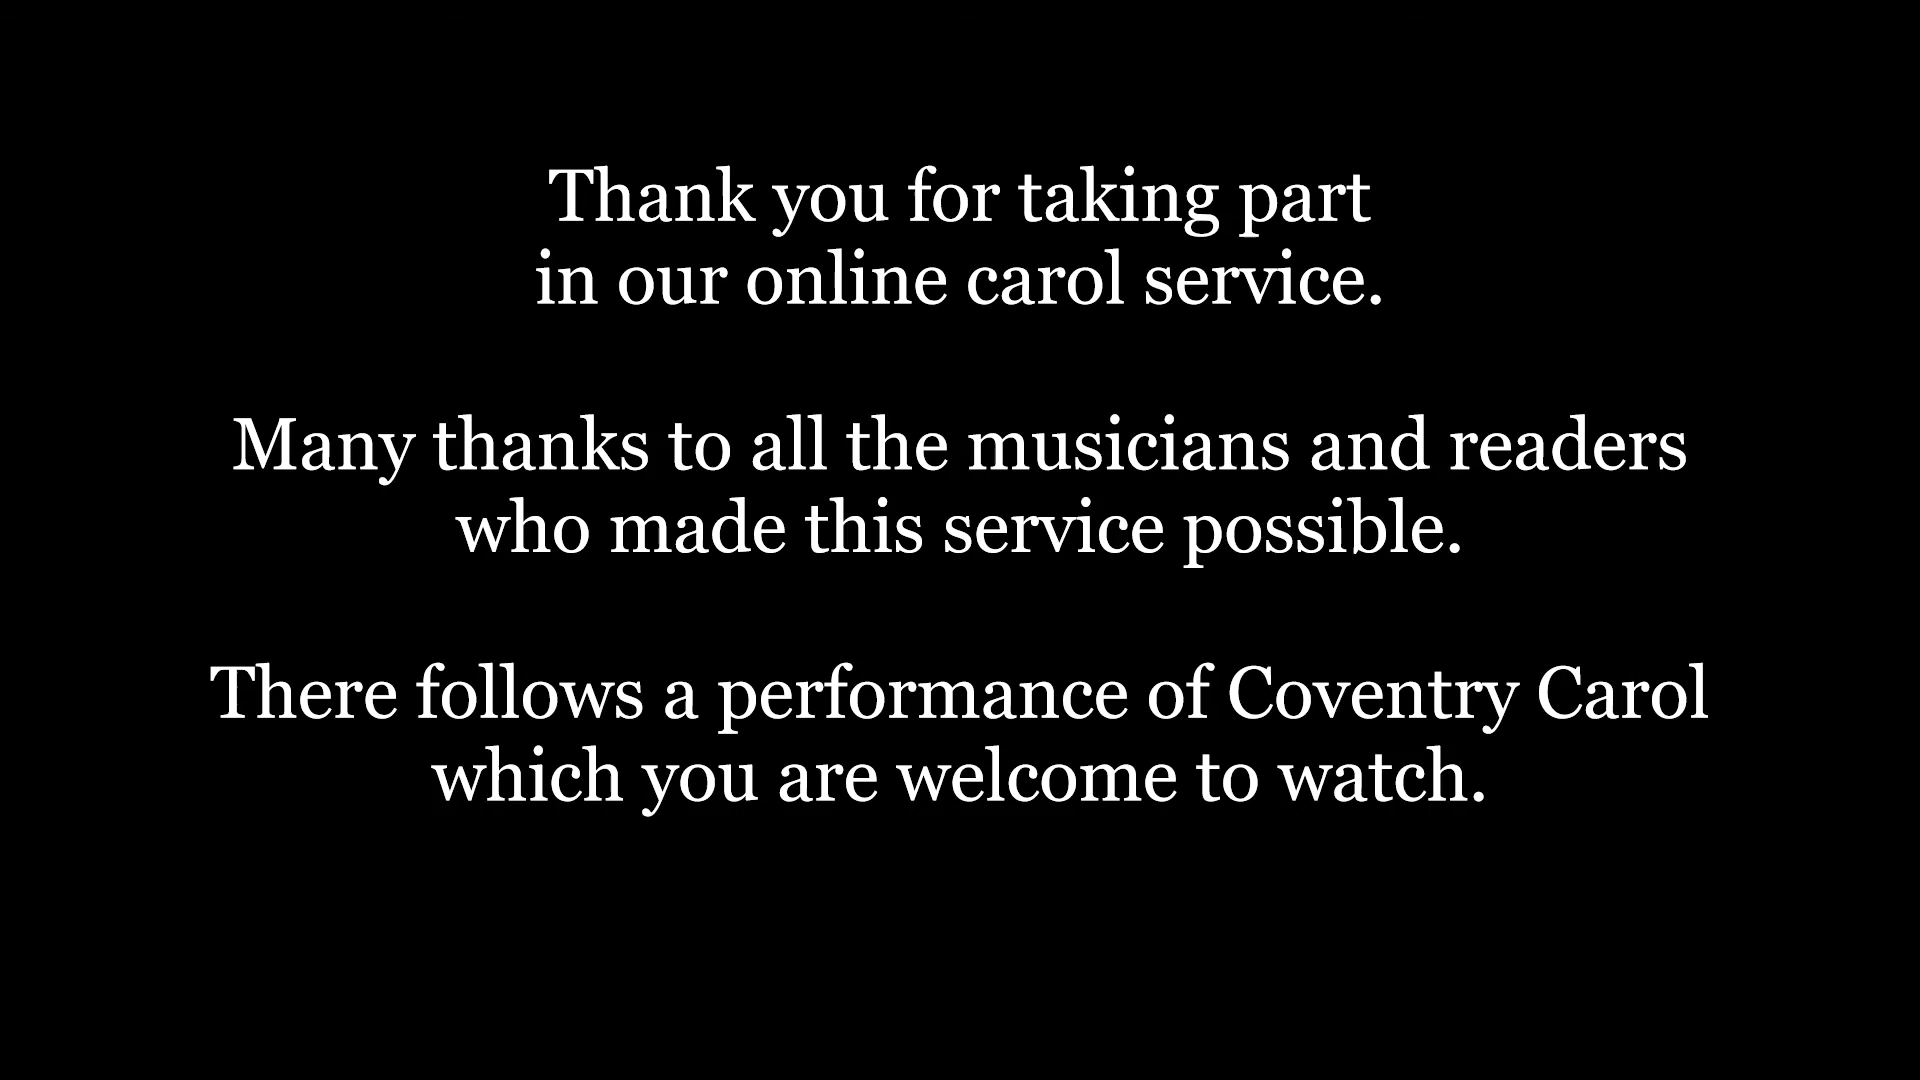 Thank you for taking part
in our online carol service.
Many thanks to all the musicians and readers
who made this service possible.
There follows a performance of Coventry Carol
which you are welcome to watch.